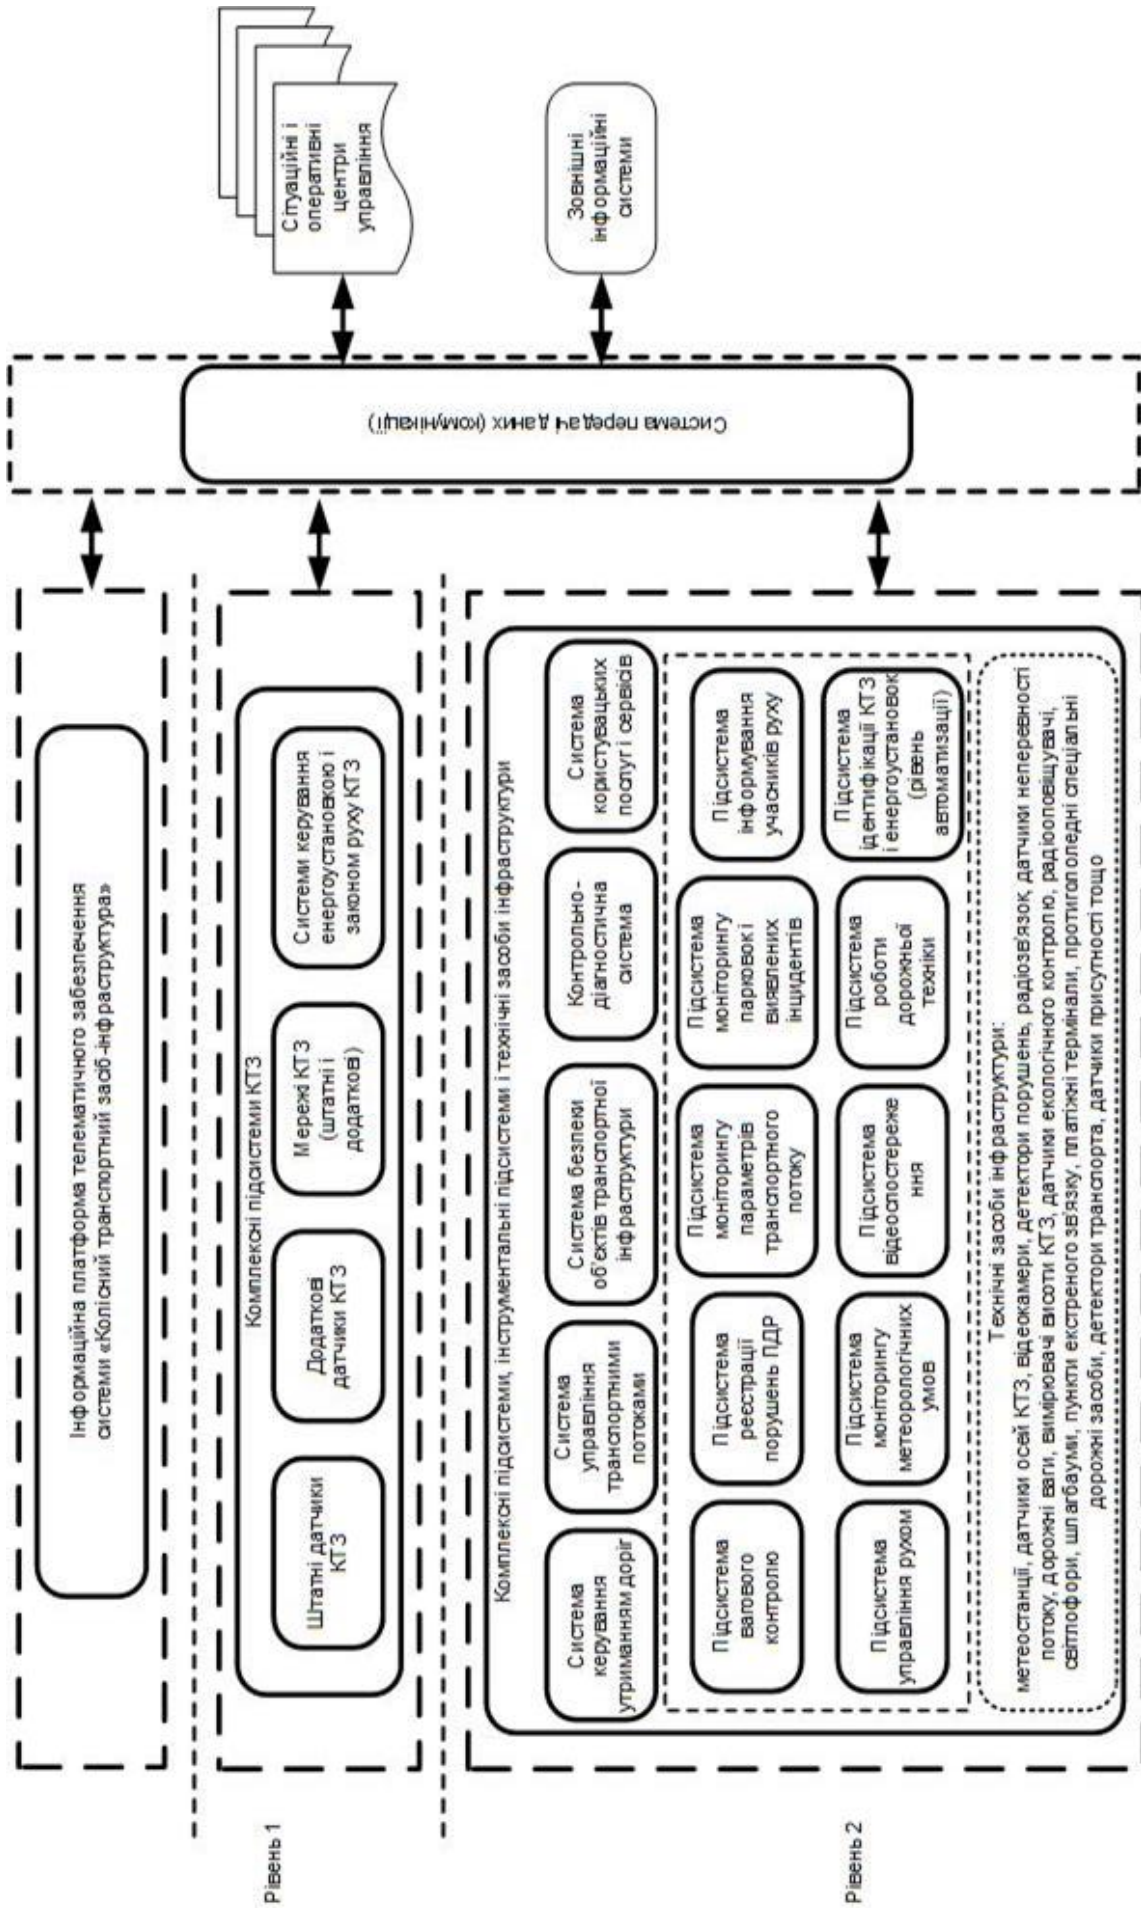 Інформаційна платформа телематичного забезпечення
системи «Колісний транспортний засіб-інфраструктура»
Рівень 1
Комплексні підсистеми КТЗ
Штатні датчики
КТЗ
Додаткові
датчики КТЗ
Мережі КТЗ
(штатні і
додаткові)
Системи керування
енергоустановкою і
законом руху КТЗ
Рівень 2
Комплексні підсистеми, інструментальні підсистеми і технічні засоби інфраструктури
Система
керування
утриманням доріг
Система
управління
транспортними
потоками
Система безпеки
об'єктів транспортної
інфраструктури
Контрольно-
діагностична
система
Система
користувацьких
послуг і сервісів
Підсистема
вагового
контролю
Підсистема
реєстрації
порушень ПДР
Підсистема
моніторингу
параметрів
транспортного
потоку
Підсистема
моніторингу
парковок і
виявлених
інцидентів
Підсистема
інформування
учасників руху
Підсистема
управління рухом
Підсистема
моніторингу
метеорологічних
умов
Підсистема
відеоспостереже
ння
Підсистема
роботи
дорожньої
техніки
Підсистема
ідентифікації КТЗ
і енергоустановок
(рівень
автоматизації)
Технічні засоби інфраструктури:
метеостанції, датчики осей КТЗ, відеокамери, детектори порушень, радіозв'язок, датчики неперевності
потоку, дорожні ваги, вимірювачі висоти КТЗ, датчики екологічного контролю, радіооповіщувачі,
світлофори, шлагбауми, пункти екстреного зв'язку, платіжні термінали, протигололедні спеціальні
дорожні засоби, детектори транспорта, датчики присутності тощо
Система передачі даних (комунікації)
Ситуаційні і
оперативні
центри
управління
Зовнішні
інформаційні
системи